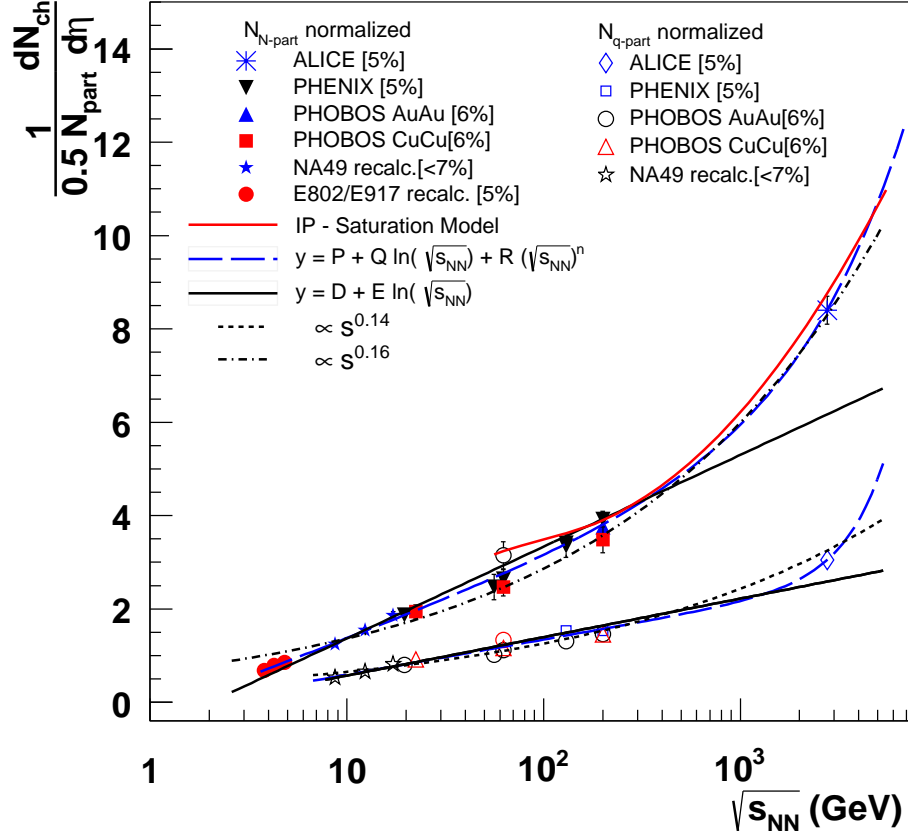 1 dN_ch
0.5 N_part dη
N_N-part normalized
ALICE [5%]
PHENIX [5%]
PHOBOS AuAu [6%]
PHOBOS CuCu[6%]
NA49 recalc.[<7%]
E802/E917 recalc. [5%]
IP - Saturation Model
y = P + Q ln( √s_NN) + R (√s_NN)^n
y = D + E ln( √s_NN)
∝ s^0.14
∝ s^0.16
N_q-part normalized
ALICE [5%]
PHENIX [5%]
PHOBOS AuAu[6%]
PHOBOS CuCu[6%]
NA49 recalc.[<7%]
14
12
10
8
6
4
2
0
1 10 10^2 10^3
√s_NN (GeV)